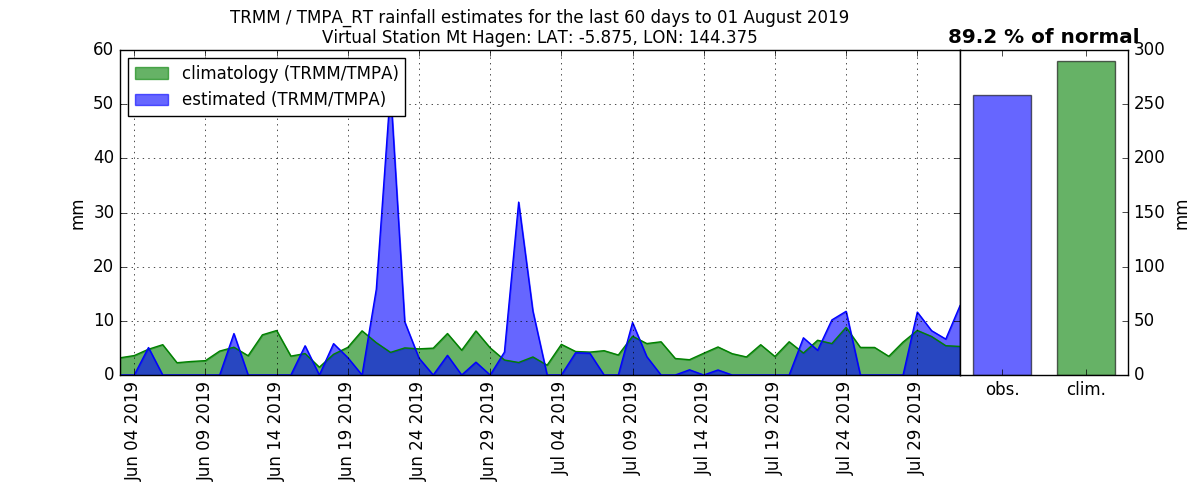 TRMM / TMPA_RT rainfall estimates for the last 60 days to 01 August 2019
Virtual Station Mt Hagen: LAT: -5.875, LON: 144.375
89.2 % of normal
climatology (TRMM/TMPA)
estimated (TRMM/TMPA)
60
50
40
30
20
10
0
mm
Jun 04 2019
Jun 09 2019
Jun 14 2019
Jun 19 2019
Jun 24 2019
Jun 29 2019
Jul 04 2019
Jul 09 2019
Jul 14 2019
Jul 19 2019
Jul 24 2019
Jul 29 2019
obs.
clim.
300
250
200
150
100
50
0
mm